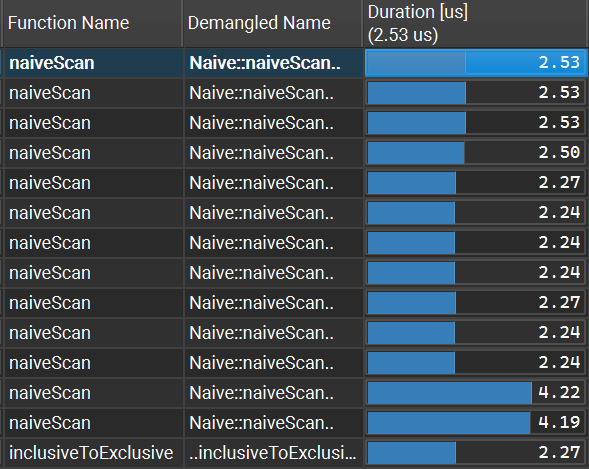 Function Name Demangled Name Duration [us]
(2.53 us)
naiveScan Naive::naiveScan.. 2.53
naiveScan Naive::naiveScan.. 2.53
naiveScan Naive::naiveScan.. 2.53
naiveScan Naive::naiveScan.. 2.50
naiveScan Naive::naiveScan.. 2.27
naiveScan Naive::naiveScan.. 2.24
naiveScan Naive::naiveScan.. 2.24
naiveScan Naive::naiveScan.. 2.24
naiveScan Naive::naiveScan.. 2.27
naiveScan Naive::naiveScan.. 2.24
naiveScan Naive::naiveScan.. 2.24
naiveScan Naive::naiveScan.. 4.22
naiveScan Naive::naiveScan.. 4.19
inclusiveToExclusive ..inclusiveToExclusi... 2.27